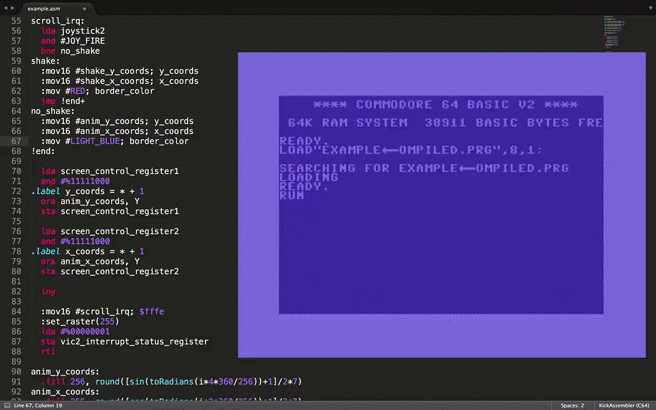 example.asm
55 scroll_irq:
56 lda joystick2
57 and #JOY_FIRE
58 bne no_shake
59 shake:
60 :mov16 #shake_y_coords; y_coords
61 :mov16 #shake_x_coords; x_coords
62 :mov #RED; border_color
63 jmp !end+
64 no_shake:
65 :mov16 #anim_y_coords; y_coords
66 :mov16 #anim_x_coords; x_coords
67 :mov #LIGHT_BLUE; border_color
68 !end:
69
70 lda screen_control_register1
71 and #%11111000
72 .label y_coords = * + 1
73 ora anim_y_coords, Y
74 sta screen_control_register1
75
76 lda screen_control_register2
77 and #%11111000
78 .label x_coords = * + 1
79 ora anim_x_coords, Y
80 sta screen_control_register2
81
82 iny
83
84 :mov16 #scroll_irq; $fffe
85 :set_raster(255)
86 lda #%00000001
87 sta vic2_interrupt_status_register
88 rti
89
90 anim_y_coords:
91 .fill 256, round([sin(toRadians(i*4*360/256))+1]/2*7)
92 anim_x_coords:
93
**** COMMODORE 64 BASIC V2 ****
64K RAM SYSTEM 38911 BASIC BYTES FRE
READY.
LOAD"EXAMPLE←OMPILED.PRG",8,1:
SEARCHING FOR EXAMPLE←OMPILED.PRG
LOADING
READY.
RUN
Line 67, Column 19
Spaces: 2
KickAssembler (C64)